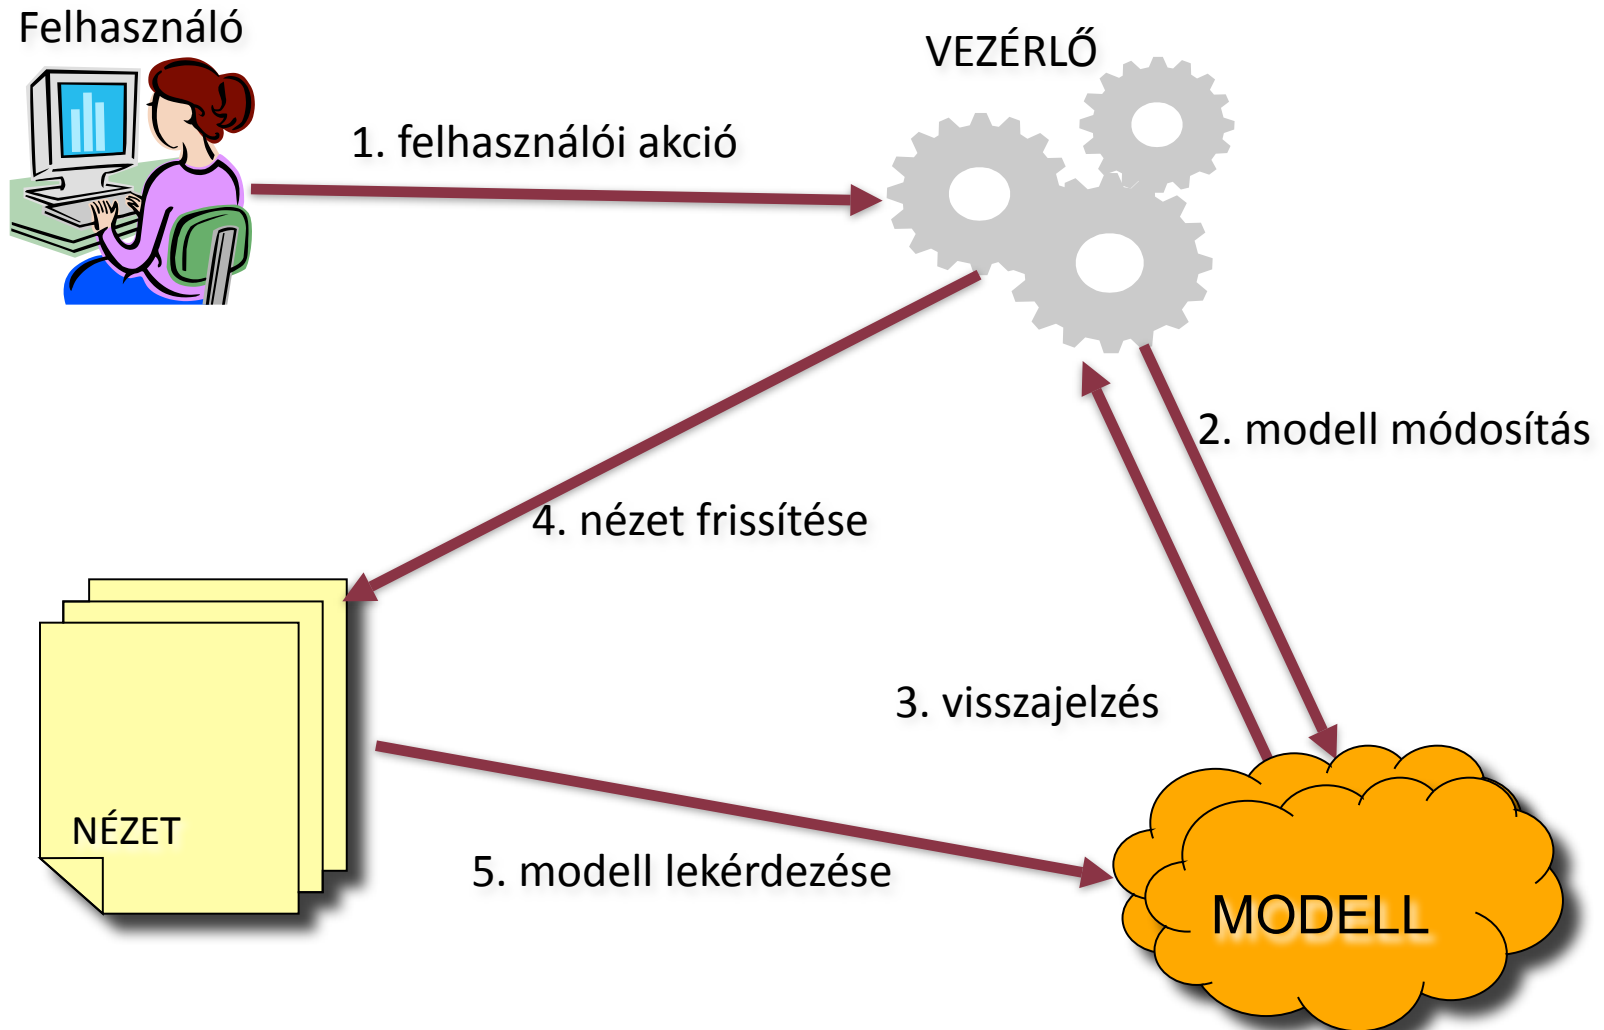 Felhasználó
VEZÉRLŐ
1. felhasználói akció
2. modell módosítás
4. nézet frissítése
3. visszajelzés
NÉZET
5. modell lekérdezése
MODELL